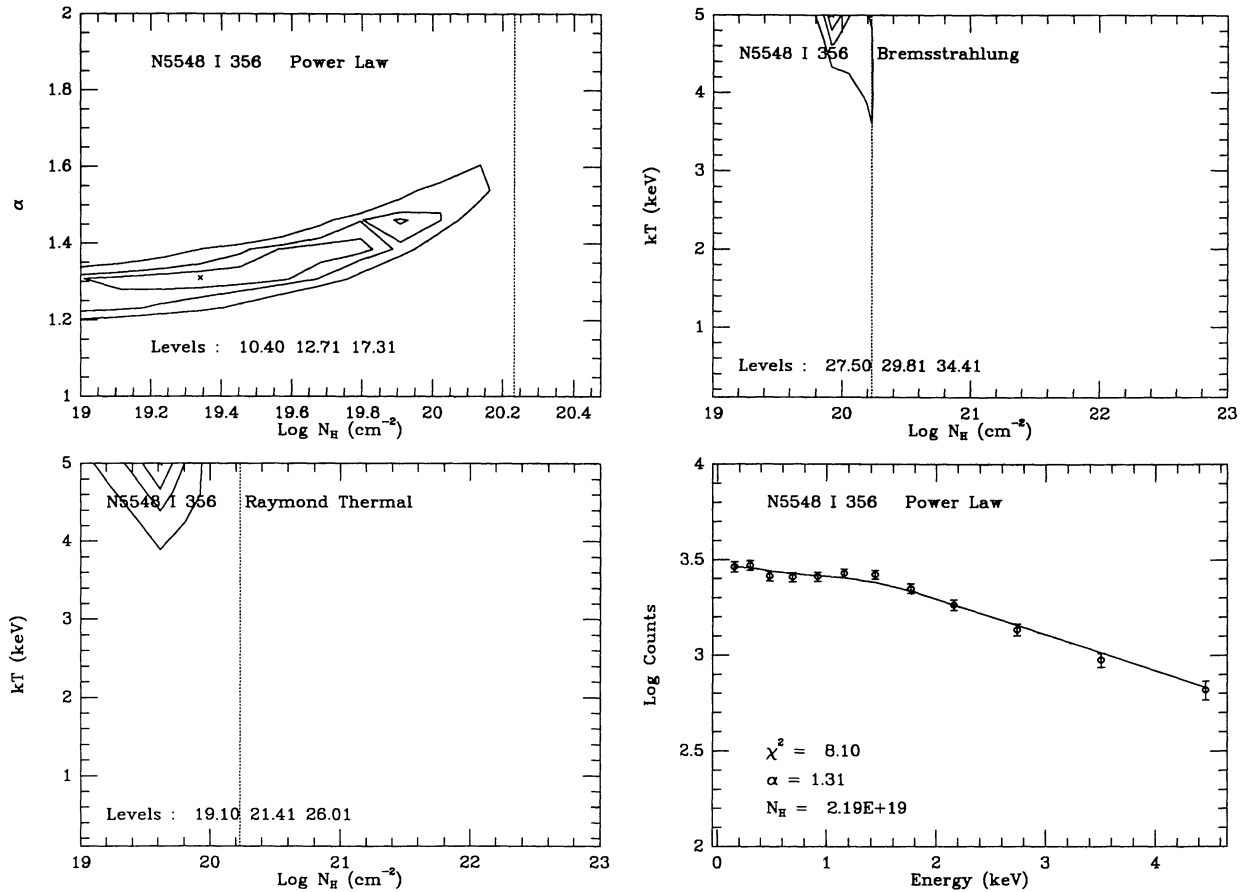 N5548 I 356 Power Law
2
1.8
1.6
1.4
1.2
1
α
Levels : 10.40 12.71 17.31
19 19.2 19.4 19.6 19.8 20 20.2 20.4
Log N_H (cm⁻²)
N5548 I 356 Bremsstrahlung
5
4
3
2
1
kT (keV)
Levels : 27.50 29.81 34.41
19 20 21 22 23
Log N_H (cm⁻²)
N5548 I 356 Raymond Thermal
5
4
3
2
1
kT (keV)
Levels : 19.10 21.41 26.01
19 20 21 22 23
Log N_H (cm⁻²)
N5548 I 356 Power Law
4
3.5
3
2.5
2
Log Counts
χ² = 8.10
α = 1.31
N_H = 2.19E+19
0 1 2 3 4
Energy (keV)